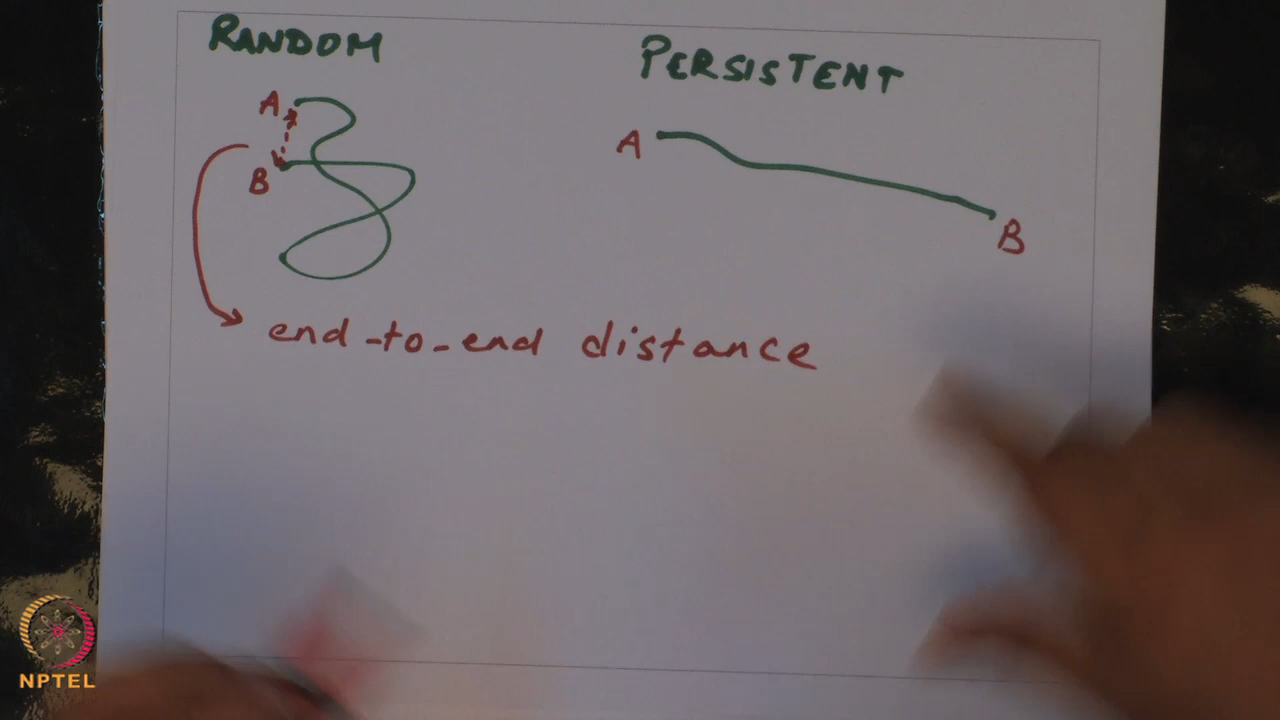 RANDOM
PERSISTENT
A
B
A
B
end-to-end distance
NPTEL